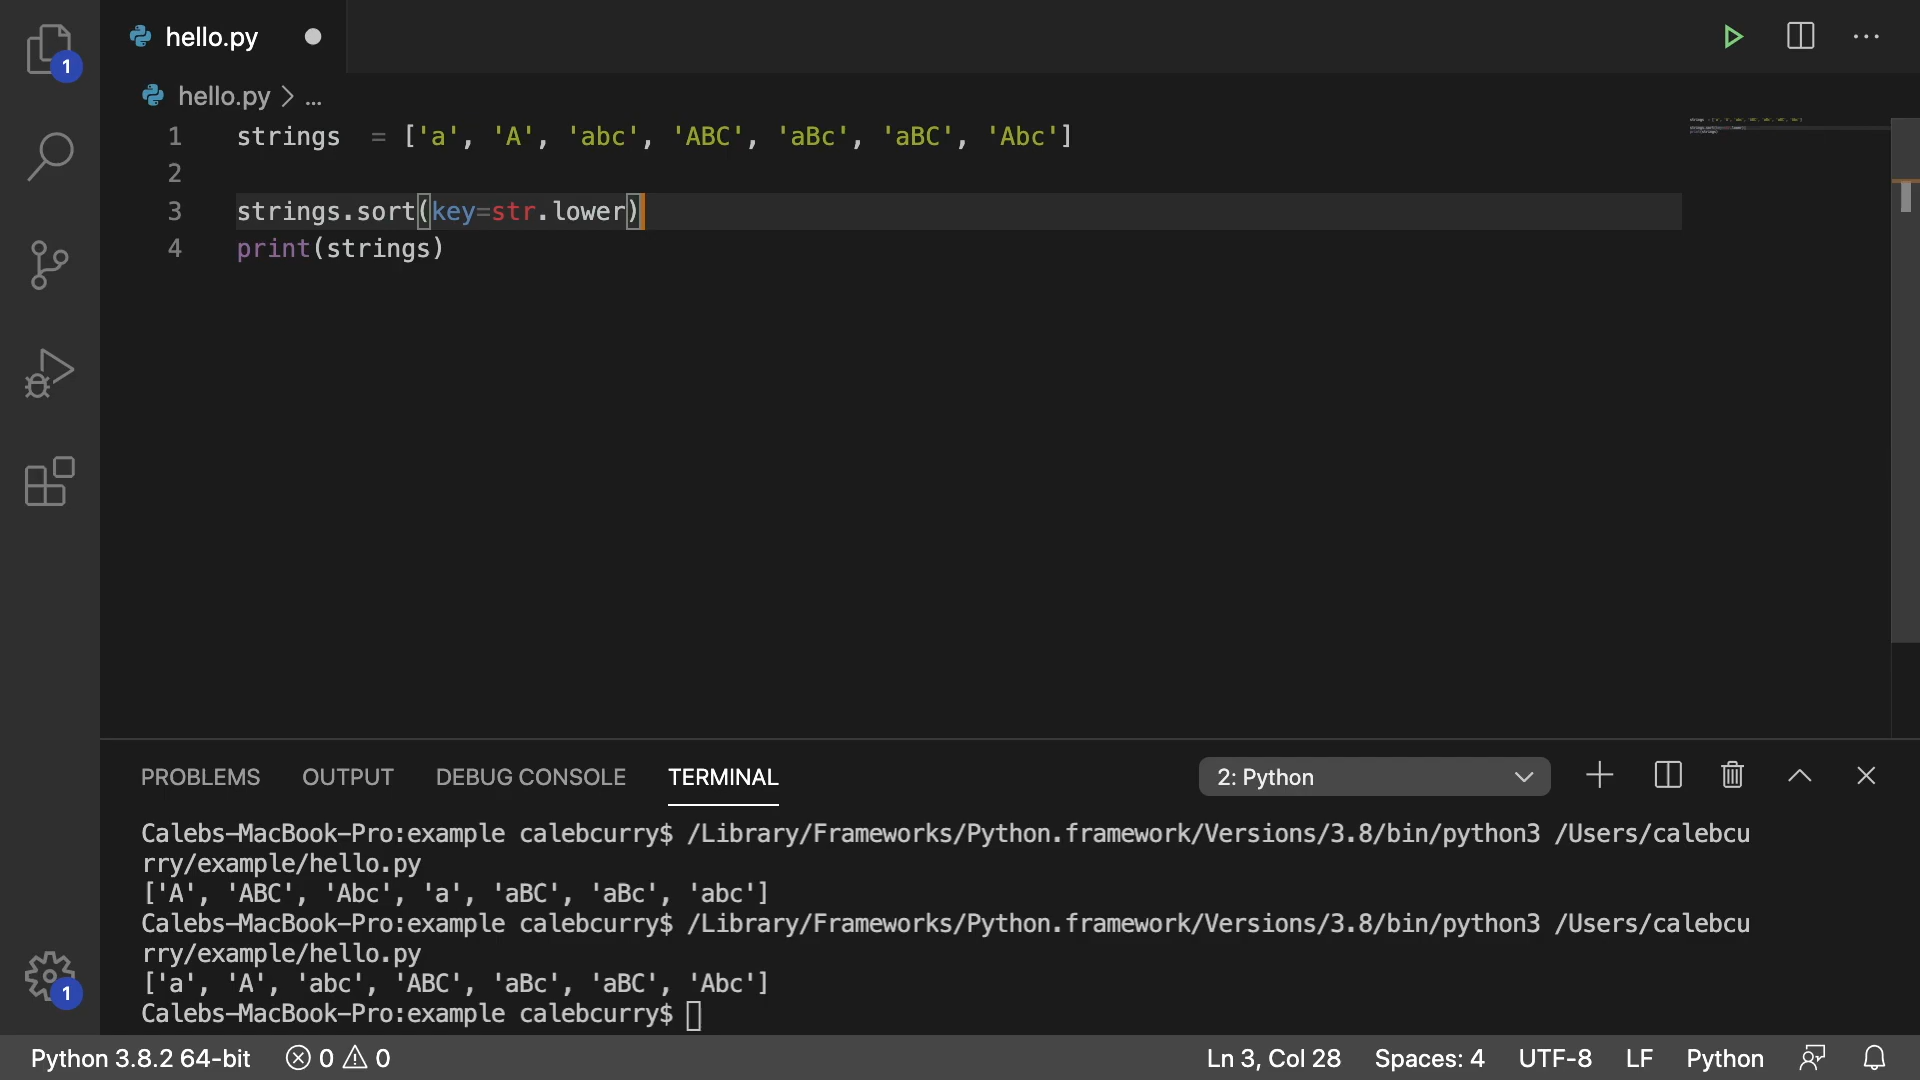 1
hello.py
hello.py > ...
1 strings  = ['a', 'A', 'abc', 'ABC', 'aBc', 'aBC', 'Abc']
2
3 strings.sort(key=str.lower)
4 print(strings)
PROBLEMS OUTPUT DEBUG CONSOLE TERMINAL 2: Python
Calebs-MacBook-Pro:example calebcurry$ /Library/Frameworks/Python.framework/Versions/3.8/bin/python3 /Users/calebcu
rry/example/hello.py
['A', 'ABC', 'Abc', 'a', 'aBC', 'aBc', 'abc']
Calebs-MacBook-Pro:example calebcurry$ /Library/Frameworks/Python.framework/Versions/3.8/bin/python3 /Users/calebcu
rry/example/hello.py
['a', 'A', 'abc', 'ABC', 'aBc', 'aBC', 'Abc']
Calebs-MacBook-Pro:example calebcurry$
1
Python 3.8.2 64-bit 0 0 Ln 3, Col 28 Spaces: 4 UTF-8 LF Python